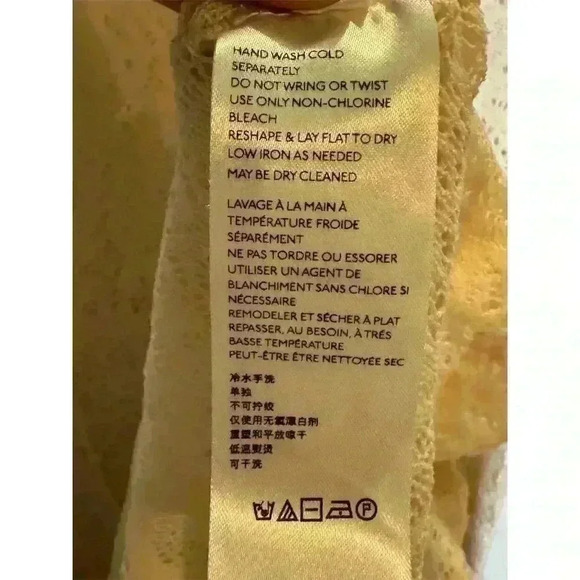 HAND WASH COLD
SEPARATELY
DO NOT WRING OR TWIST
USE ONLY NON-CHLORINE
BLEACH
RESHAPE & LAY FLAT TO DRY
LOW IRON AS NEEDED
MAY BE DRY CLEANED
LAVAGE À LA MAIN À
TEMPÉRATURE FROIDE
SÉPARÉMENT
NE PAS TORDRE OU ESSORER
UTILISER UN AGENT DE
BLANCHIMENT SANS CHLORE SI
NÉCESSAIRE
REMODELER ET SÉCHER À PLAT
REPASSER, AU BESOIN, À TRÉS
BASSE TEMPÉRATURE
PEUT-ÊTRE ÊTRE NETTOYÉE SEC
冷水手洗
单独
不可拧绞
仅使用无氯漂白剂
重塑和平放晾干
低温熨烫
可干洗